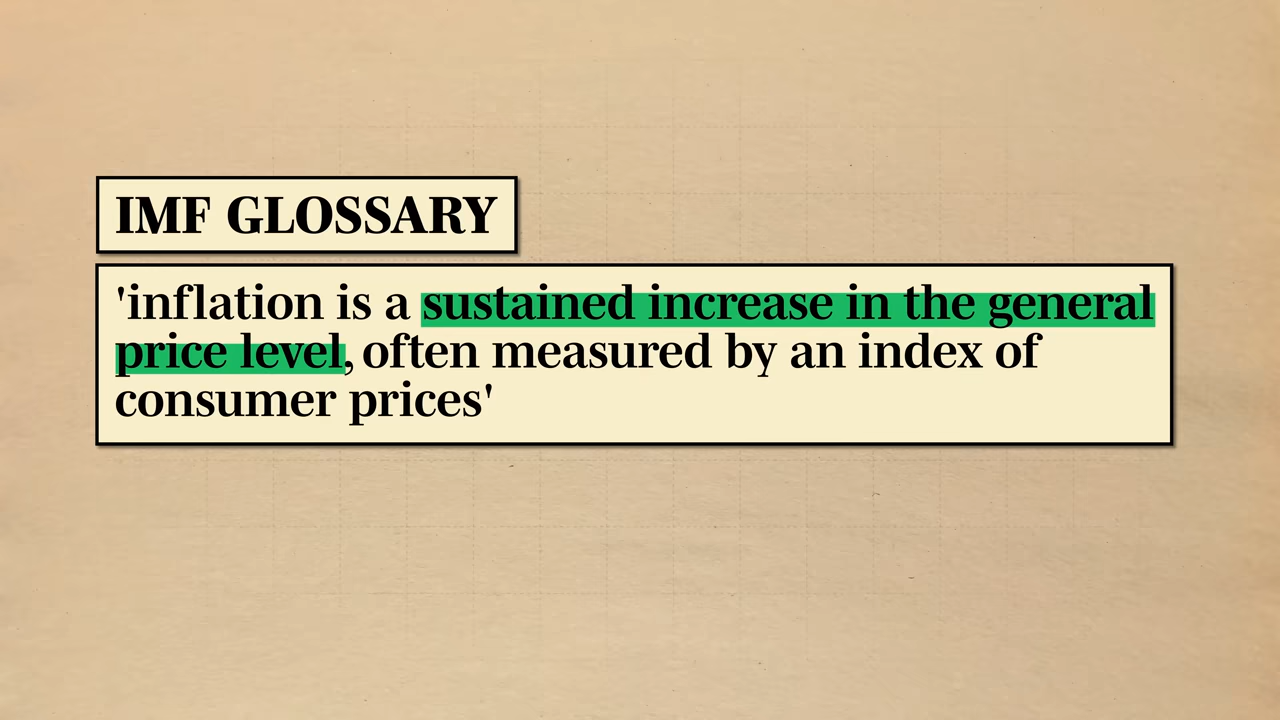 IMF GLOSSARY
'inflation is a sustained increase in the general
price level, often measured by an index of
consumer prices'